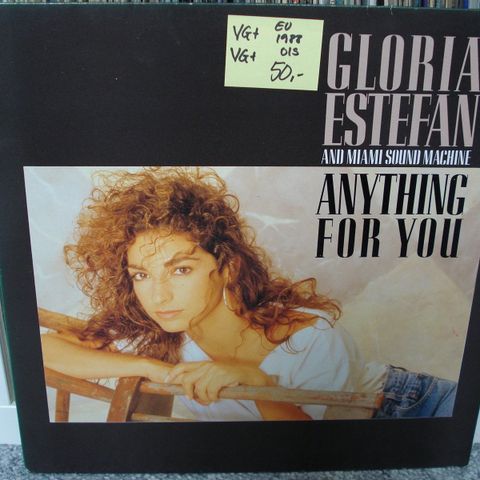 VG+ EU
1988
VG+ OIS
50,-
GLORIA
ESTEFAN
AND MIAMI SOUND MACHINE
ANYTHING
FOR YOU